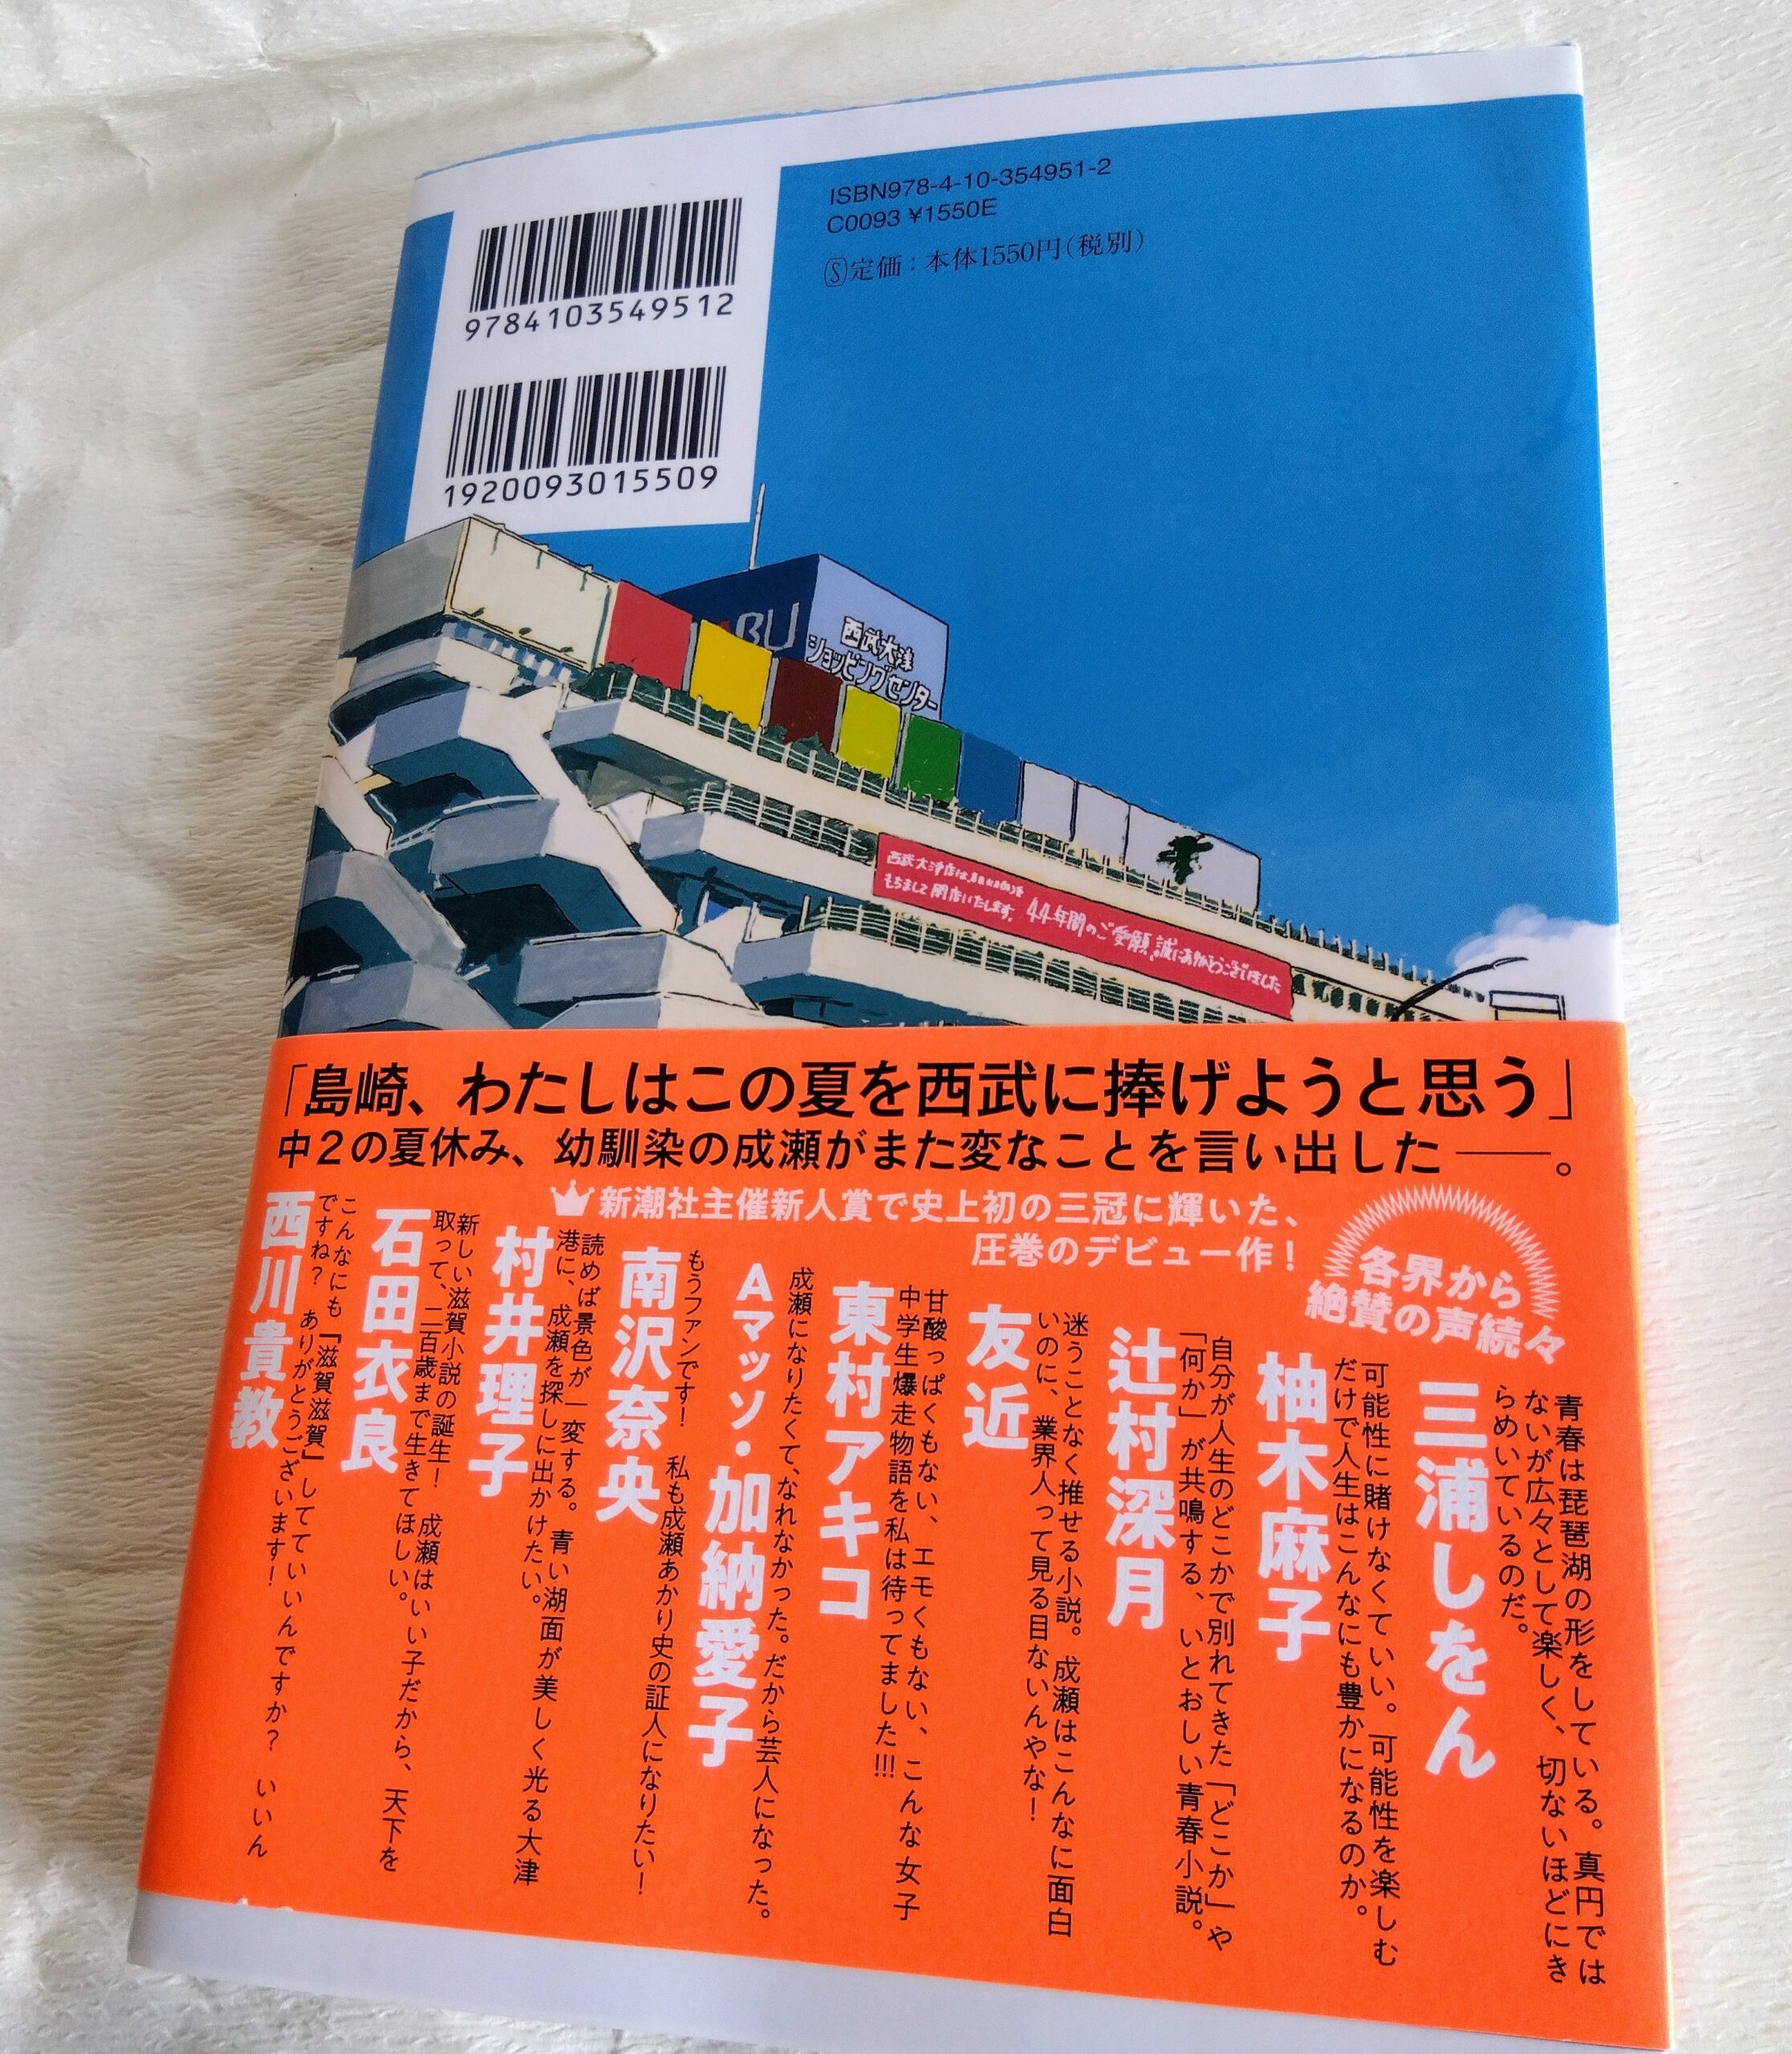 ISBN978-4-10-354951-2
C0093 ¥1550E
Ⓢ定価：本体1550円（税別）
9784103549512
1920093015509
BU
西武大津
ショッピングセンター
西武大津店は、
もちまして閉店いたします。
44年間のご愛顧、誠にありがとうございました
「島崎、わたしはこの夏を西武に捧げようと思う」
中２の夏休み、幼馴染の成瀬がまた変なことを言い出した——。
新潮社主催新人賞で史上初の三冠に輝いた、
圧巻のデビュー作！
各界から
絶賛の声続々
青春は琵琶湖の形をしている。真円では
ないが広々として楽しく、切ないほどにき
らめいているのだ。
三浦しをん
可能性に賭けなくていい。可能性を楽しむ
だけで人生はこんなにも豊かになるのか。
柚木麻子
自分が人生のどこかで別れてきた「どこか」や
「何か」が共鳴する、いとおしい青春小説。
辻村深月
迷うことなく推せる小説。成瀬はこんなに面白
いのに、業界人って見る目ないんやな！
友近
甘酸っぱくもない、エモくもない、こんな女子
中学生爆走物語を私は待ってました!!!
東村アキコ
成瀬になりたくて、なれなかった。だから芸人になった。
Aマッソ・加納愛子
もうファンです！　私も成瀬あかり史の証人になりたい！
南沢奈央
読めば景色が一変する。青い湖面が美しく光る大津
港に、成瀬を探しに出かけたい。
村井理子
新しい滋賀小説の誕生！　成瀬はいい子だから、天下を
取って、二百歳まで生きてほしい。
石田衣良
こんなにも「滋賀滋賀」してていいんですか？　いいん
ですね？　ありがとうございます！
西川貴教